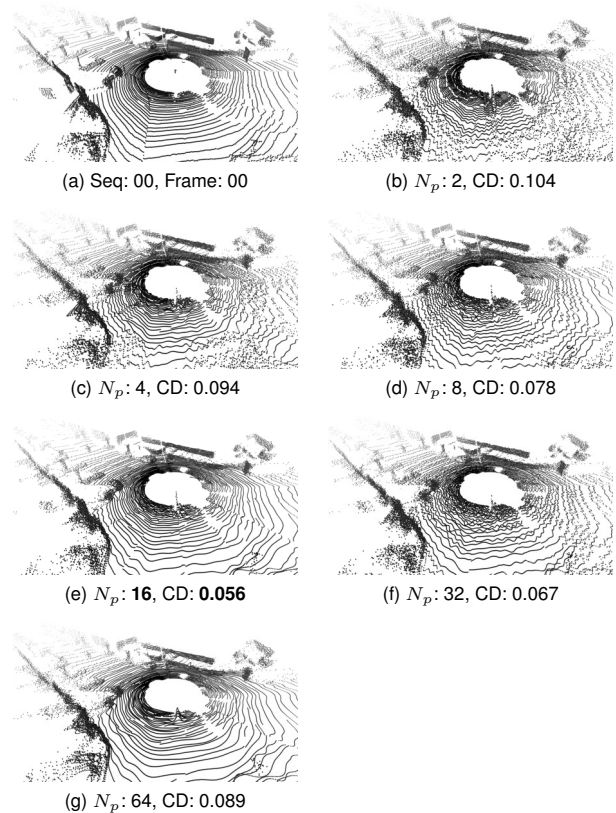 (a) Seq: 00, Frame: 00
(b) N_p: 2, CD: 0.104
(c) N_p: 4, CD: 0.094
(d) N_p: 8, CD: 0.078
(e) N_p: 16, CD: 0.056
(f) N_p: 32, CD: 0.067
(g) N_p: 64, CD: 0.089